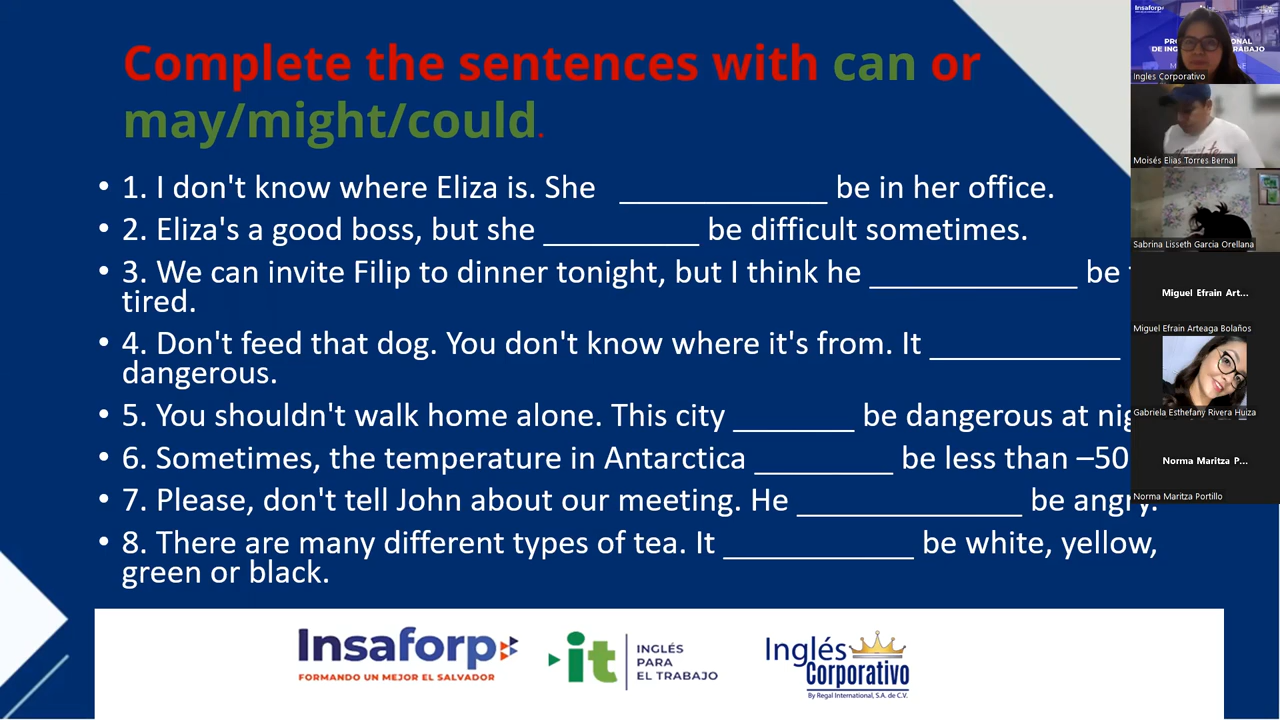 Complete the sentences with can or
may/might/could.
• 1. I don't know where Eliza is. She ____________ be in her office.
• 2. Eliza's a good boss, but she _________ be difficult sometimes.
• 3. We can invite Filip to dinner tonight, but I think he ____________ be
tired.
• 4. Don't feed that dog. You don't know where it's from. It ___________
dangerous.
• 5. You shouldn't walk home alone. This city _______ be dangerous at
• 6. Sometimes, the temperature in Antarctica ________ be less than –50
• 7. Please, don't tell John about our meeting. He _____________ be angry.
• 8. There are many different types of tea. It ___________ be white, yellow,
green or black.
Insaforp
FORMANDO UN MEJOR EL SALVADOR
it
INGLÉS
PARA
EL TRABAJO
Inglés
Corporativo
By Regal International, S.A. de C.V.
Insaforp
Ingles Corporativo
Moisés Elias Torres Bernal
Sabrina Lisseth Garcia Orellana
Miguel Efrain Art...
Miguel Efrain Arteaga Bolaños
Gabriela Esthefany Rivera Huiza
Norma Maritza P...
Norma Maritza Portillo